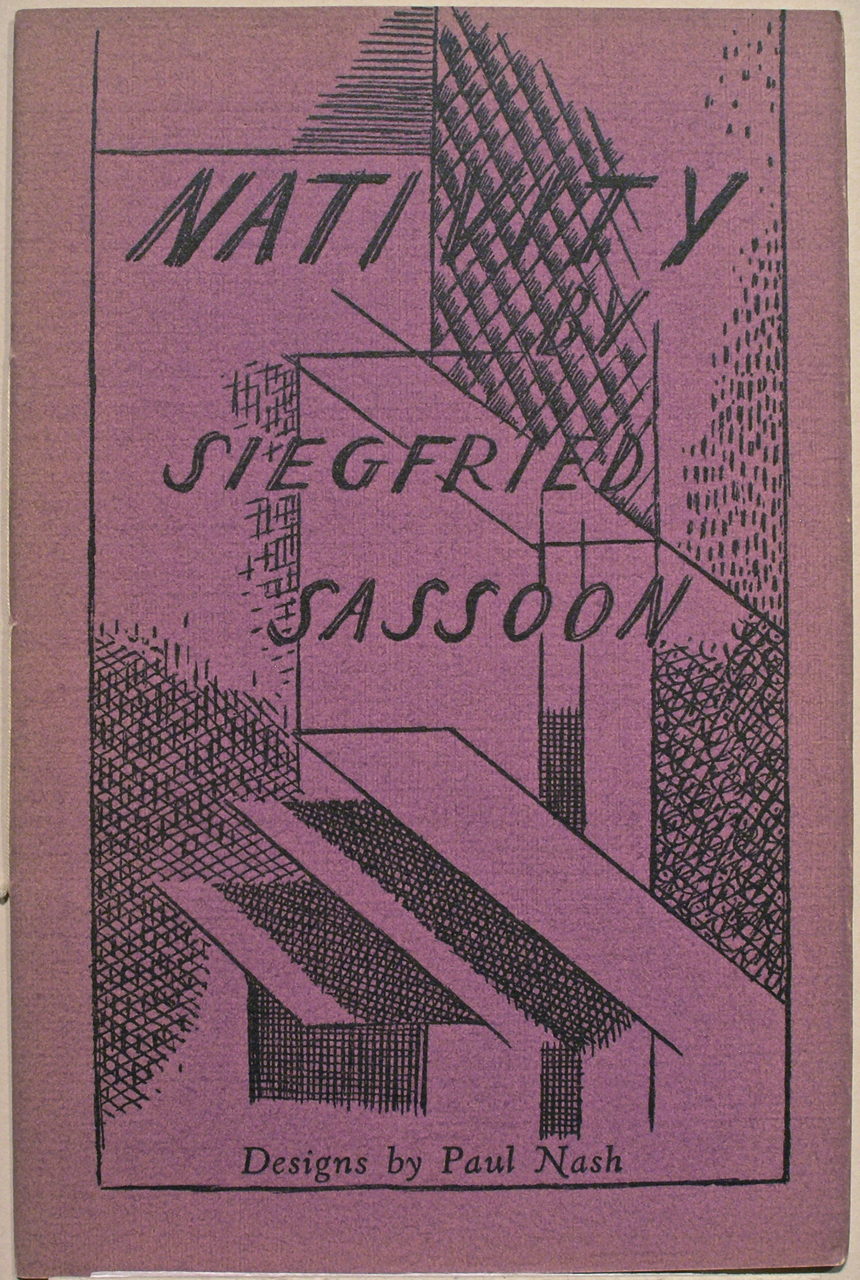 NATIVITY
BY
SIEGFRIED
SASSOON
Designs by Paul Nash